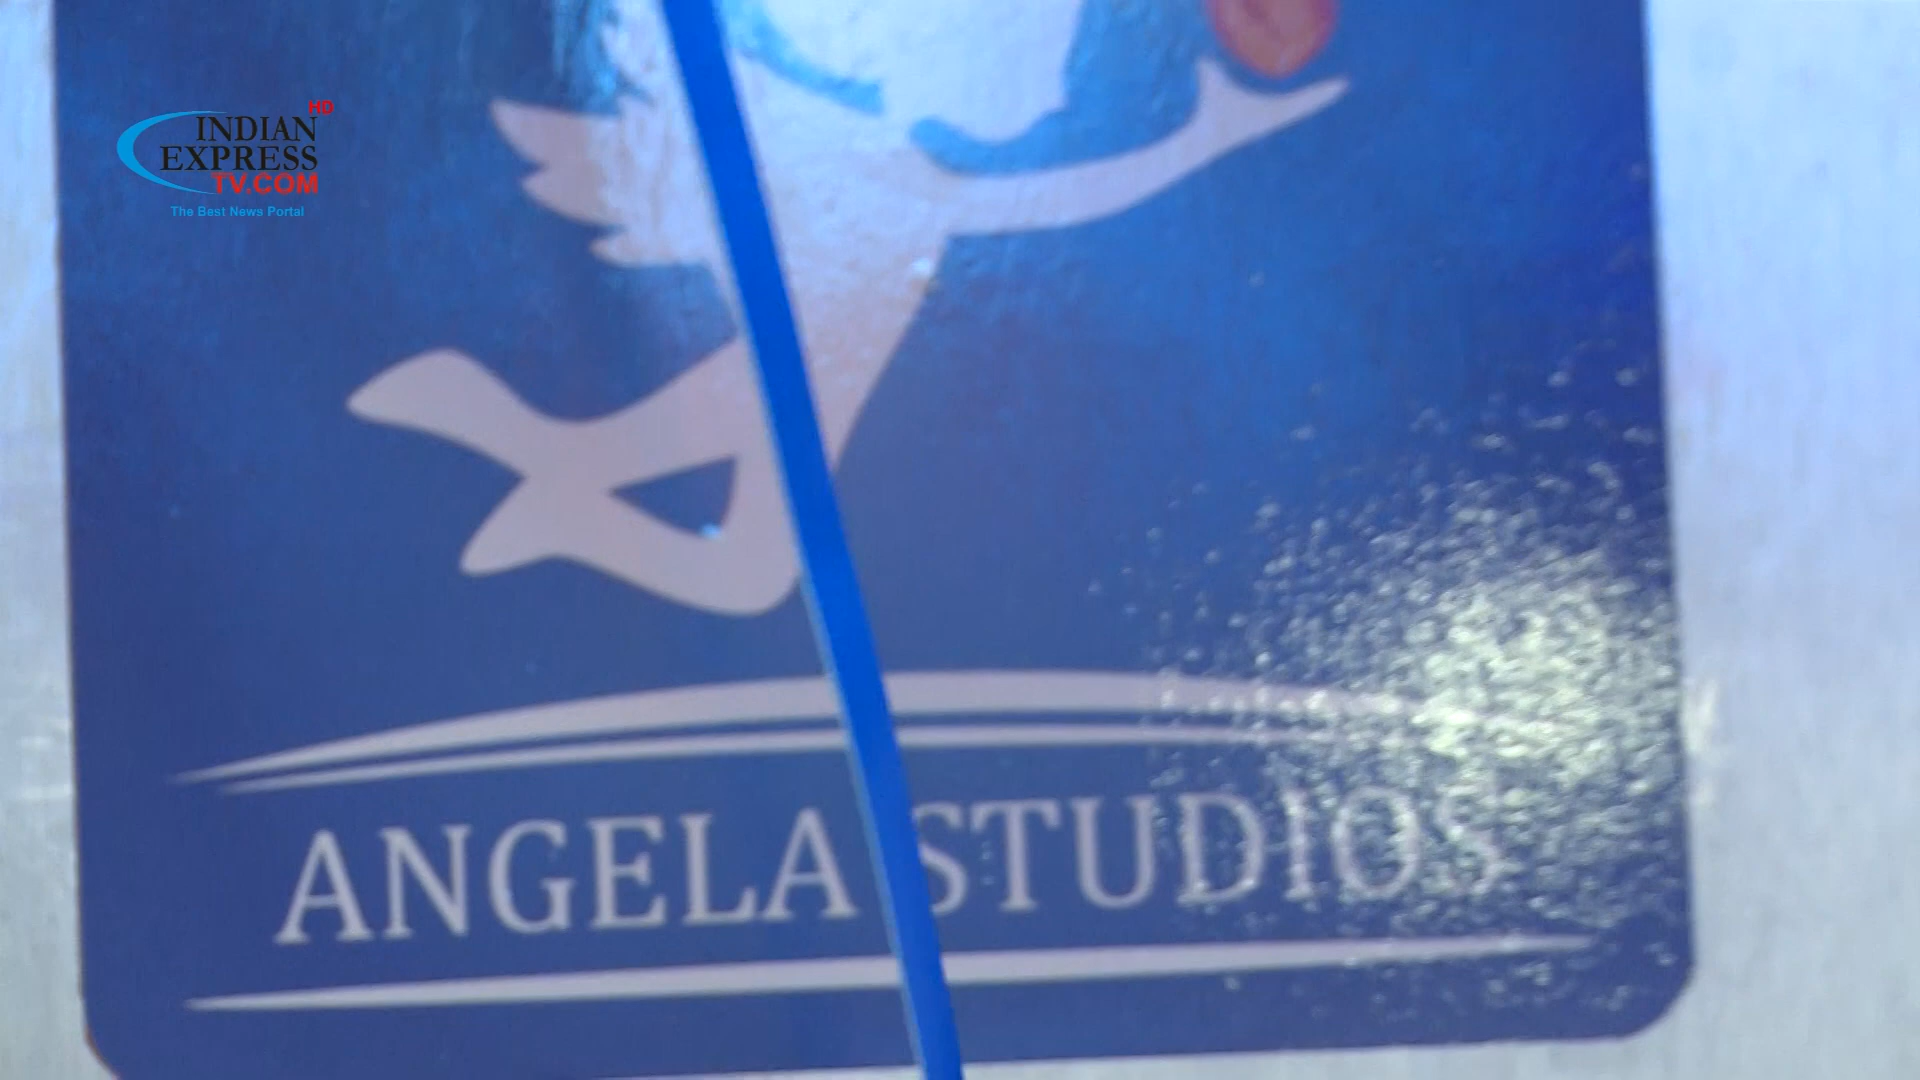 HD
INDIAN
EXPRESS
TV.COM
The Best News Portal
ANGELA STUDIOS